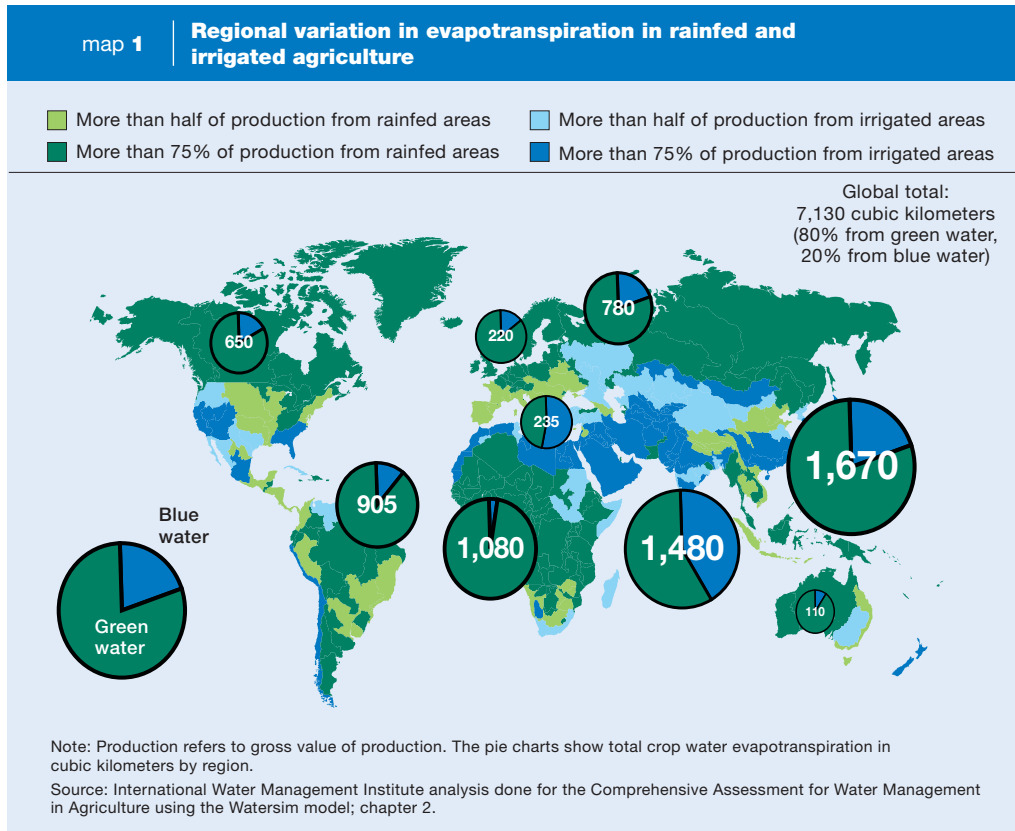 map 1
Regional variation in evapotranspiration in rainfed and
irrigated agriculture
More than half of production from rainfed areas
More than half of production from irrigated areas
More than 75% of production from rainfed areas
More than 75% of production from irrigated areas
Global total:
7,130 cubic kilometers
(80% from green water,
20% from blue water)
780
650
220
235
1,670
905
1,080
1,480
Blue
water
Green
water
110
Note: Production refers to gross value of production. The pie charts show total crop water evapotranspiration in
cubic kilometers by region.
Source: International Water Management Institute analysis done for the Comprehensive Assessment for Water Management
in Agriculture using the Watersim model; chapter 2.